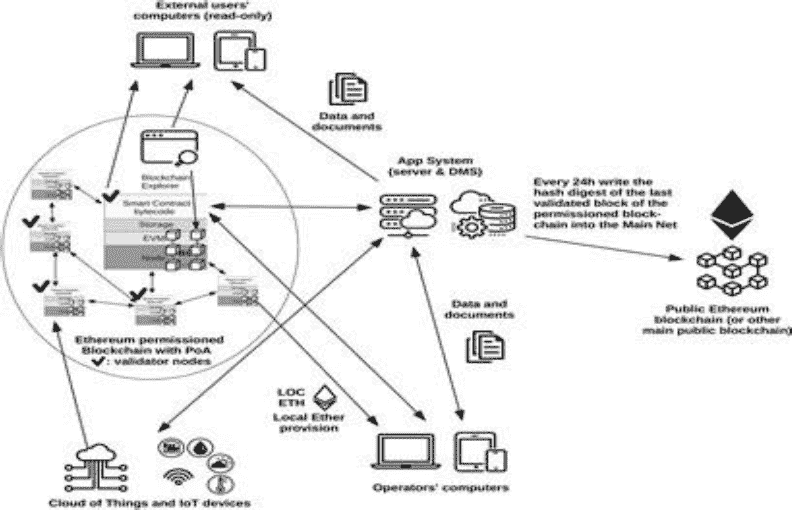 External users'
computers (read-only)
Data and
documents
App System
(server & DMS)
Every 24h write the
hash digest of the last
validated block of the
permissioned block-
chain into the Main Net
Blockchain
Explorer
Smart Contract
bytecode
Storage
EVM
Node
Public Ethereum
blockchain (or other
main public blockchain)
Data and
documents
Ethereum permissioned
Blockchain with PoA
: validator nodes
LOC
ETH
Local Ether
provision
Operators' computers
Cloud of Things and IoT devices